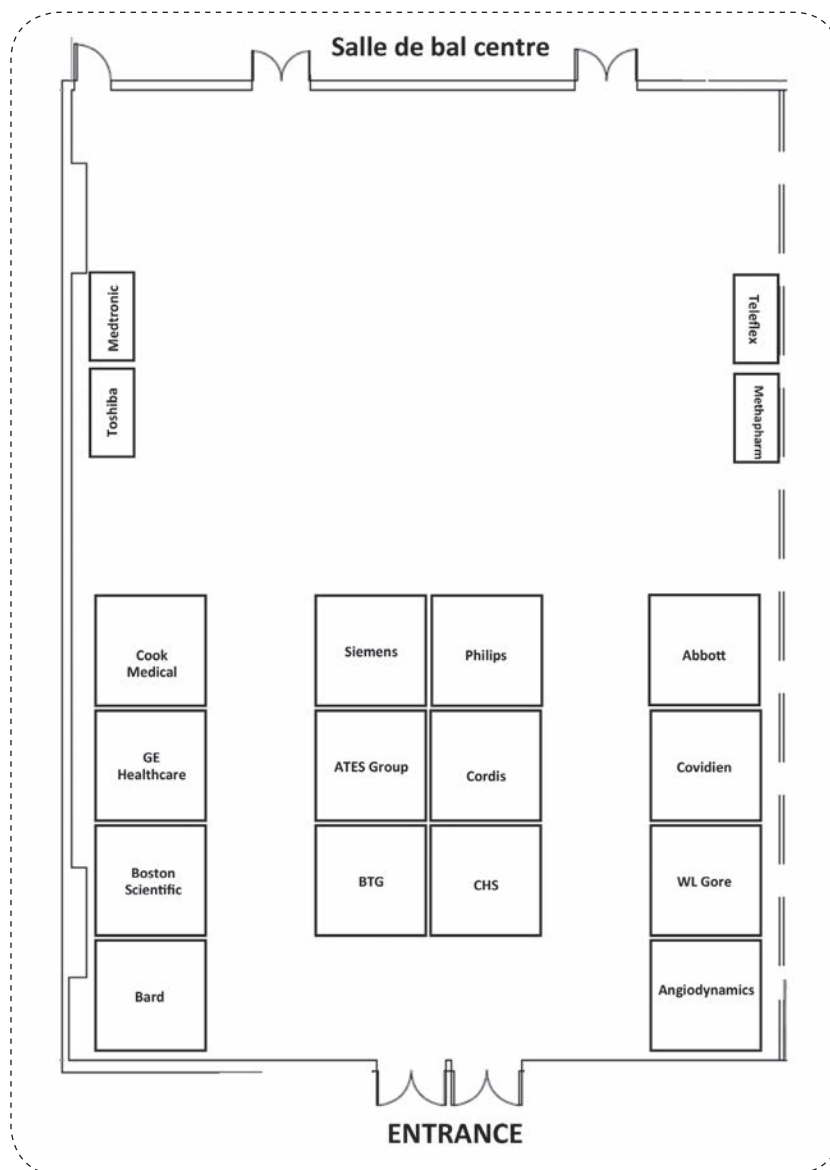 Salle de bal centre
Medtronic
Teleflex
Toshiba
Methapharm
Cook
Medical
Siemens
Philips
Abbott
GE
Healthcare
ATES Group
Cordis
Covidien
Boston
Scientific
BTG
CHS
WL Gore
Bard
Angiodynamics
ENTRANCE